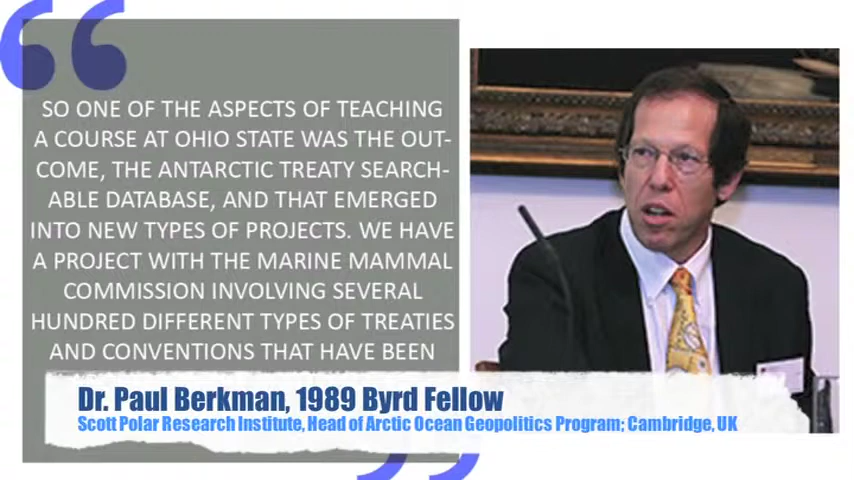 SO ONE OF THE ASPECTS OF TEACHING
A COURSE AT OHIO STATE WAS THE OUT-
COME, THE ANTARCTIC TREATY SEARCH-
ABLE DATABASE, AND THAT EMERGED
INTO NEW TYPES OF PROJECTS. WE HAVE
A PROJECT WITH THE MARINE MAMMAL
COMMISSION INVOLVING SEVERAL
HUNDRED DIFFERENT TYPES OF TREATIES
AND CONVENTIONS THAT HAVE BEEN
Dr. Paul Berkman, 1989 Byrd Fellow
Scott Polar Research Institute, Head of Arctic Ocean Geopolitics Program; Cambridge, UK